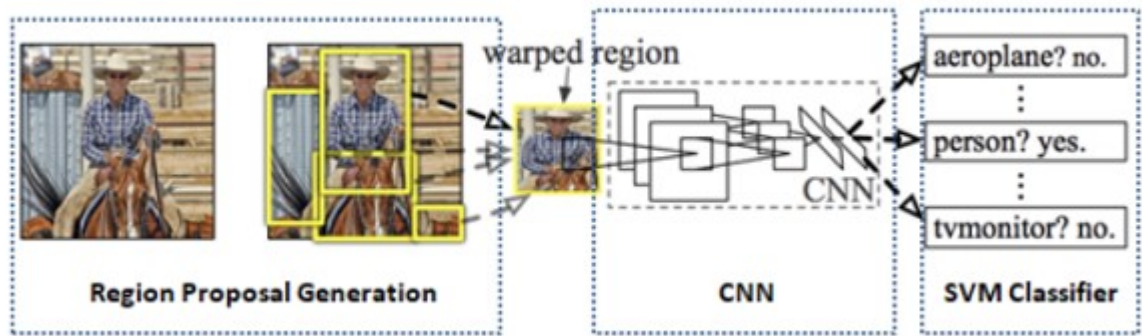 warped region
aeroplane? no.
person? yes.
CNN
tvmonitor? no.
Region Proposal Generation
CNN
SVM Classifier